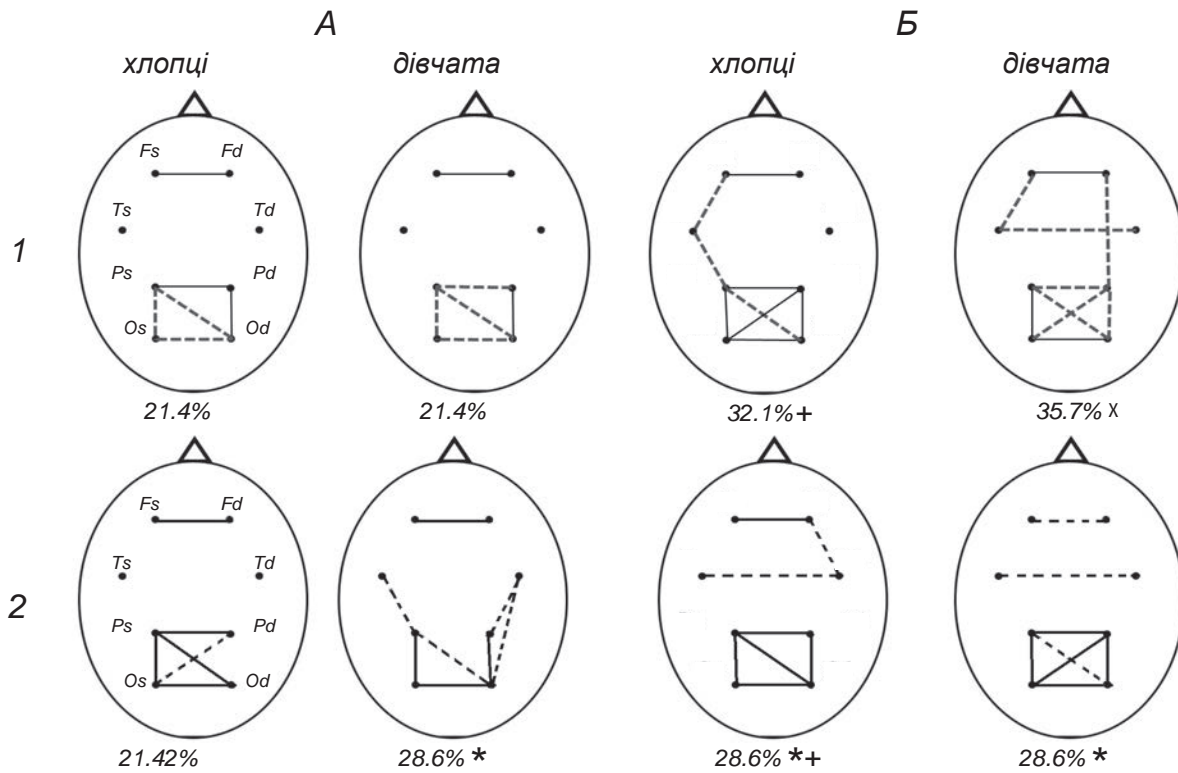 А Б
хлопці дівчата хлопці дівчата
Fs Fd
Ts Td
1
Ps Pd
Os Od
21.4% 21.4% 32.1%+ 35.7% x
Fs Fd
Ts Td
2
Ps Pd
Os Od
21.42% 28.6% * 28.6% *+ 28.6% *